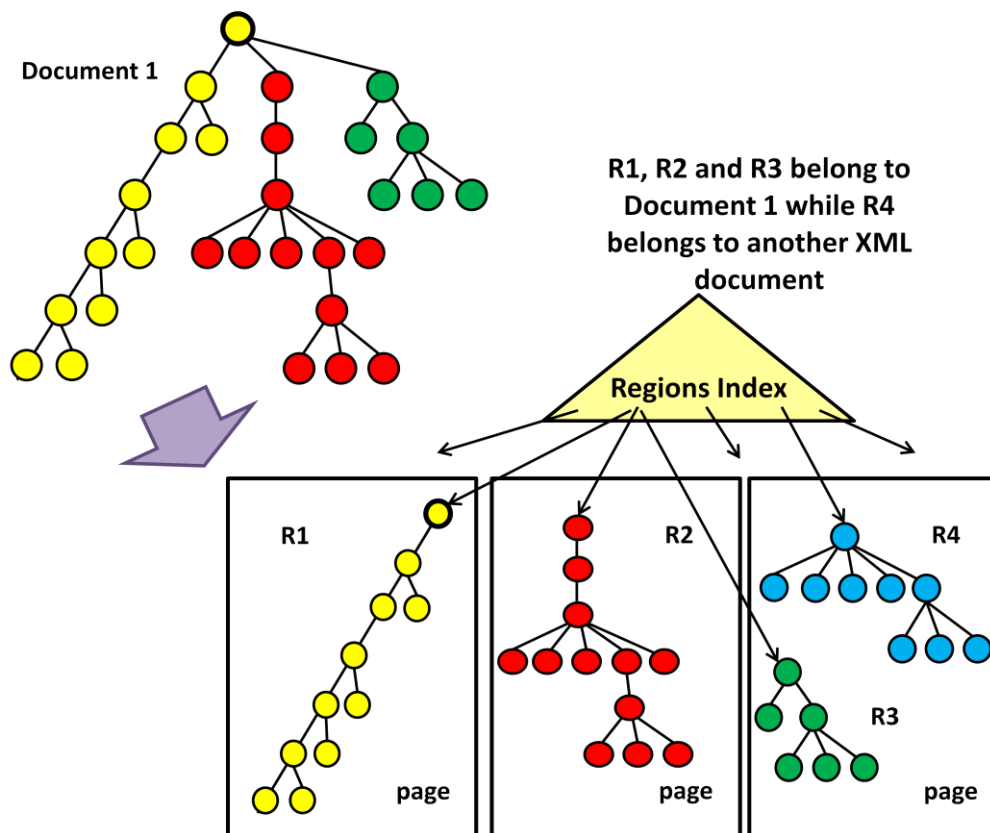 Document 1
R1, R2 and R3 belong to
Document 1 while R4
belongs to another XML
document
Regions Index
R1
R2
R4
R3
page
page
page